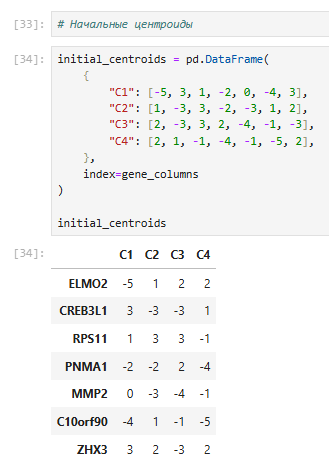 [33]: # Начальные центроиды
[34]: initial_centroids = pd.DataFrame(
{
"C1": [-5, 3, 1, -2, 0, -4, 3],
"C2": [1, -3, 3, -2, -3, 1, 2],
"C3": [2, -3, 3, 2, -4, -1, -3],
"C4": [2, 1, -1, -4, -1, -5, 2],
},
index=gene_columns
)
initial_centroids
[34]: C1 C2 C3 C4
ELMO2 -5 1 2 2
CREB3L1 3 -3 -3 1
RPS11 1 3 3 -1
PNMA1 -2 -2 2 -4
MMP2 0 -3 -4 -1
C10orf90 -4 1 -1 -5
ZHX3 3 2 -3 2